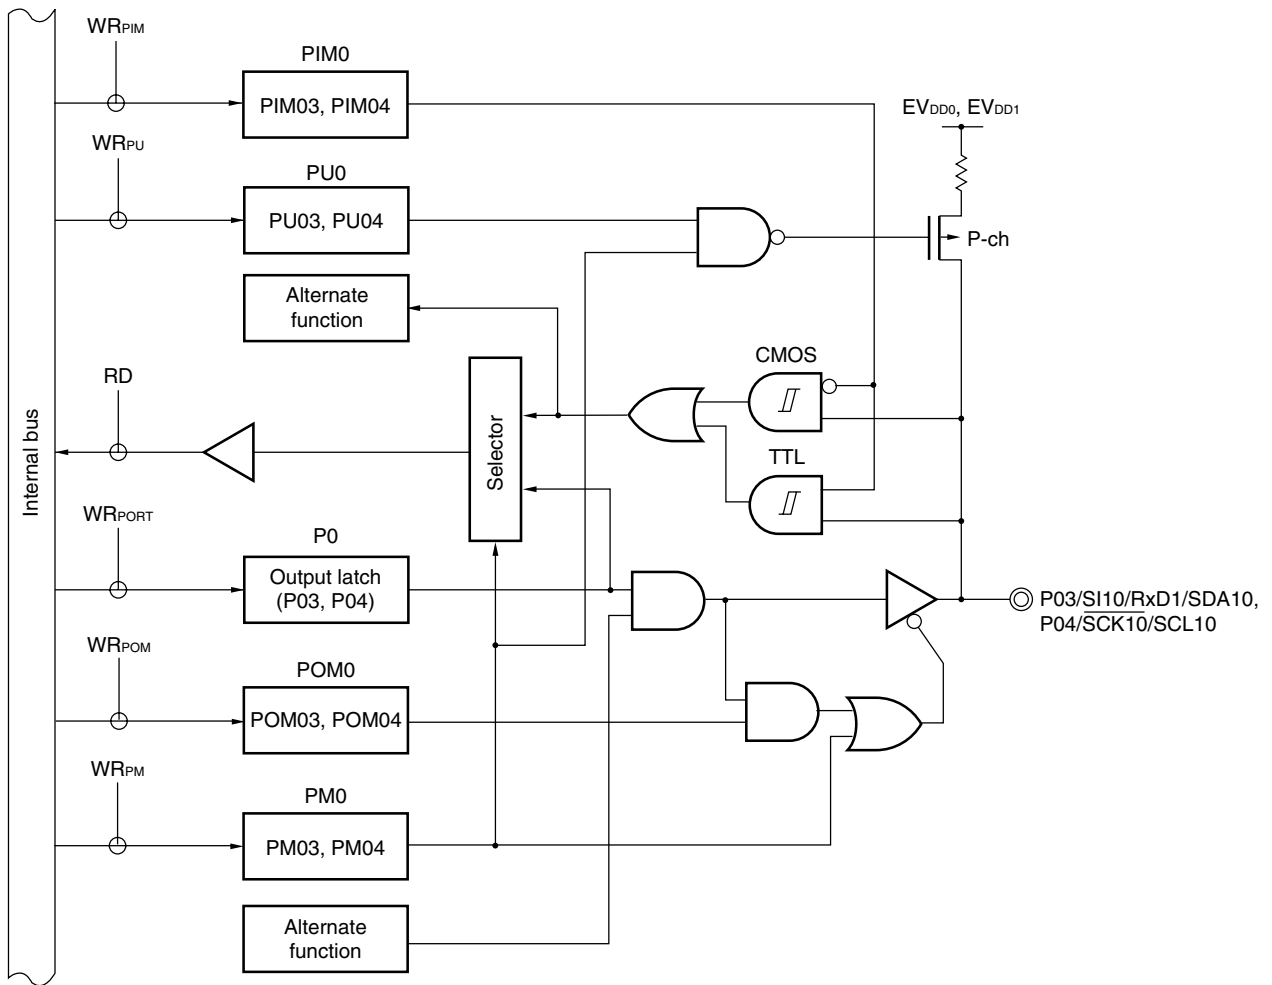 WRPIM
PIM0
PIM03, PIM04
EVDD0, EVDD1
WRPU
PU0
PU03, PU04
P-ch
Alternate
function
CMOS
RD
Selector
TTL
Internal bus
WRPORT
P0
Output latch
(P03, P04)
P03/SI10/RxD1/SDA10,
P04/SCK10/SCL10
WRPOM
POM0
POM03, POM04
WRPM
PM0
PM03, PM04
Alternate
function